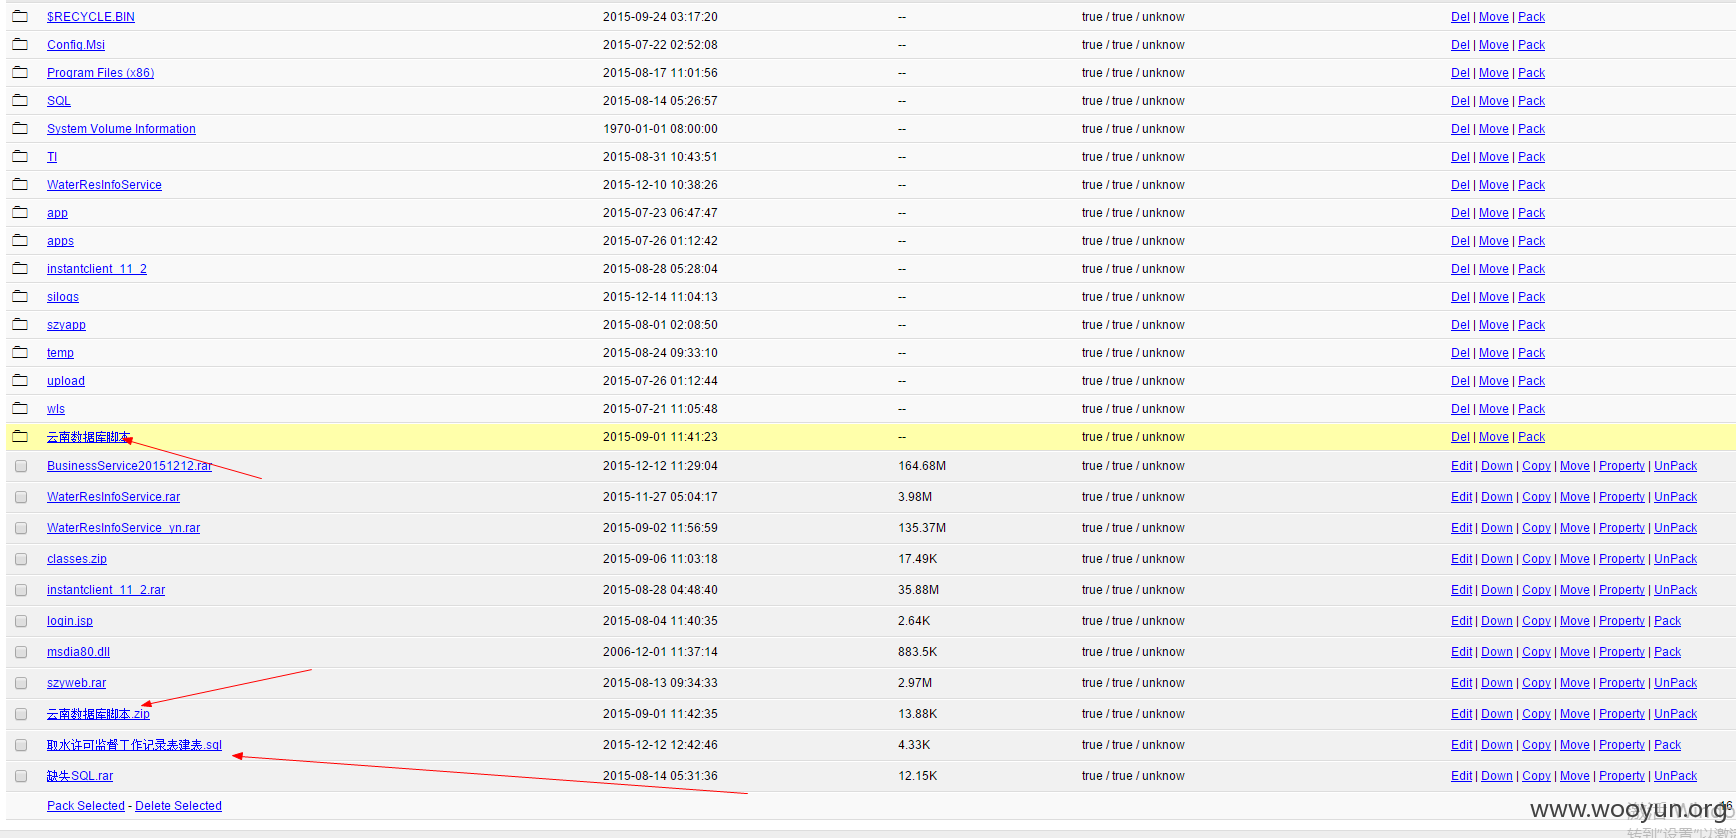 $RECYCLE.BIN 2015-09-24 03:17:20 -- true / true / unknow Del | Move | Pack
Config.Msi 2015-07-22 02:52:08 -- true / true / unknow Del | Move | Pack
Program Files (x86) 2015-08-17 11:01:56 -- true / true / unknow Del | Move | Pack
SQL 2015-08-14 05:26:57 -- true / true / unknow Del | Move | Pack
System Volume Information 1970-01-01 08:00:00 -- true / true / unknow Del | Move | Pack
TI 2015-08-31 10:43:51 -- true / true / unknow Del | Move | Pack
WaterResInfoService 2015-12-10 10:38:26 -- true / true / unknow Del | Move | Pack
app 2015-07-23 06:47:47 -- true / true / unknow Del | Move | Pack
apps 2015-07-26 01:12:42 -- true / true / unknow Del | Move | Pack
instantclient_11_2 2015-08-28 05:28:04 -- true / true / unknow Del | Move | Pack
silogs 2015-12-14 11:04:13 -- true / true / unknow Del | Move | Pack
szyapp 2015-08-01 02:08:50 -- true / true / unknow Del | Move | Pack
temp 2015-08-24 09:33:10 -- true / true / unknow Del | Move | Pack
upload 2015-07-26 01:12:44 -- true / true / unknow Del | Move | Pack
wls 2015-07-21 11:05:48 -- true / true / unknow Del | Move | Pack
云南数据库脚本 2015-09-01 11:41:23 -- true / true / unknow Del | Move | Pack
BusinessService20151212.rar 2015-12-12 11:29:04 164.68M true / true / unknow Edit | Down | Copy | Move | Property | UnPack
WaterResInfoService.rar 2015-11-27 05:04:17 3.98M true / true / unknow Edit | Down | Copy | Move | Property | UnPack
WaterResInfoService_yn.rar 2015-09-02 11:56:59 135.37M true / true / unknow Edit | Down | Copy | Move | Property | UnPack
classes.zip 2015-09-06 11:03:18 17.49K true / true / unknow Edit | Down | Copy | Move | Property | UnPack
instantclient_11_2.rar 2015-08-28 04:48:40 35.88M true / true / unknow Edit | Down | Copy | Move | Property | UnPack
login.jsp 2015-08-04 11:40:35 2.64K true / true / unknow Edit | Down | Copy | Move | Property | Pack
msdia80.dll 2006-12-01 11:37:14 883.5K true / true / unknow Edit | Down | Copy | Move | Property | Pack
szyweb.rar 2015-08-13 09:34:33 2.97M true / true / unknow Edit | Down | Copy | Move | Property | UnPack
云南数据库脚本.zip 2015-09-01 11:42:35 13.88K true / true / unknow Edit | Down | Copy | Move | Property | UnPack
取水许可监督工作记录表建表.sql 2015-12-12 12:42:46 4.33K true / true / unknow Edit | Down | Copy | Move | Property | Pack
缺失SQL.rar 2015-08-14 05:31:36 12.15K true / true / unknow Edit | Down | Copy | Move | Property | UnPack
Pack Selected - Delete Selected
www.wooyun.org